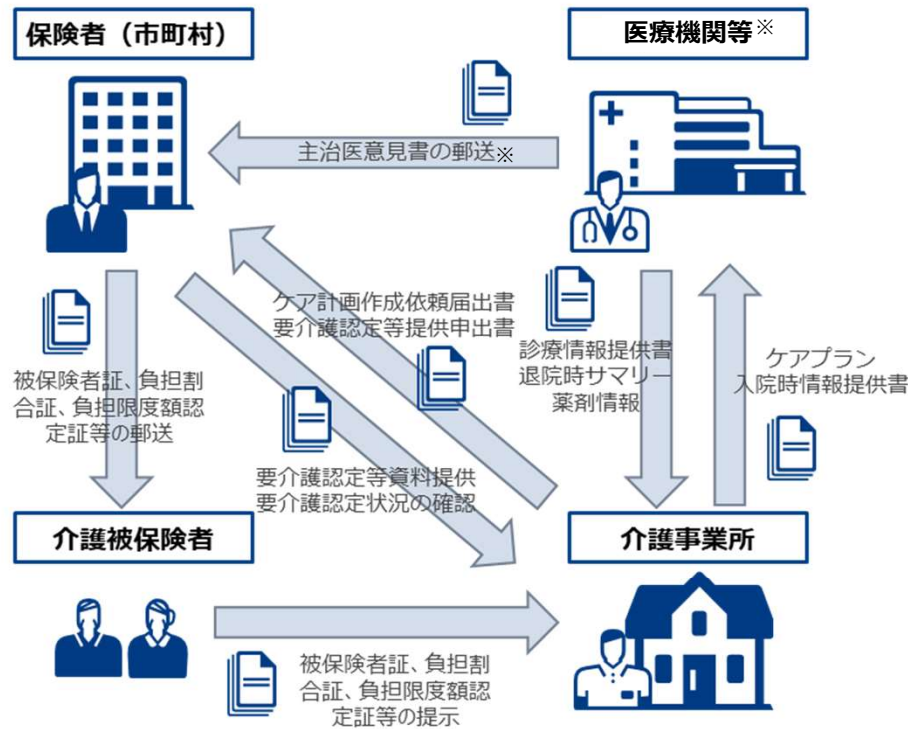 保険者（市町村）
医療機関等※
主治医意見書の郵送※
ケア計画作成依頼届出書
要介護認定等提供申出書
診療情報提供書
退院時サマリー
薬剤情報
ケアプラン
入院時情報提供書
被保険者証、負担割
合証、負担限度額認
定証等の郵送
要介護認定等資料提供
要介護認定状況の確認
介護被保険者
介護事業所
被保険者証、負担割
合証、負担限度額認
定証等の提示